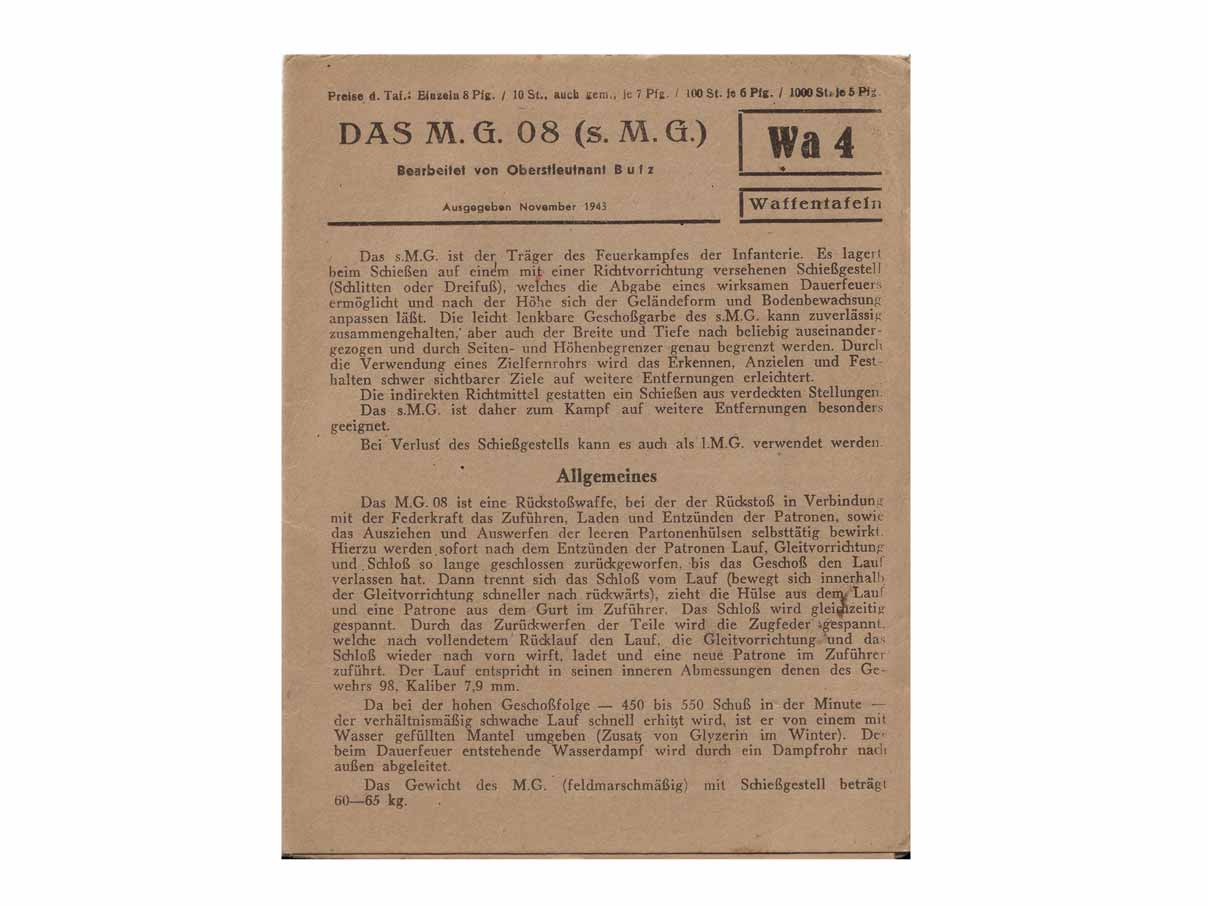 Preise d. Taf.: Einzeln 8 Pfg. / 10 St., auch gem., je 7 Pfg. / 100 St. je 6 Pfg. / 1000 St. je 5 Pfg.
DAS M. G. 08 (s. M. G.)
Wa 4
Bearbeitet von Oberstleutnant Butz
Waffentafeln
Ausgegeben November 1943
Das s.M.G. ist der Träger des Feuerkampfes der Infanterie. Es lagert
beim Schießen auf einem mit einer Richtvorrichtung versehenen Schießgestell
(Schlitten oder Dreifuß), welches die Abgabe eines wirksamen Dauerfeuers
ermöglicht und nach der Höhe sich der Geländeform und Bodenbewachsung
anpassen läßt. Die leicht lenkbare Geschoßgarbe des s.M.G. kann zuverlässig
zusammengehalten, aber auch der Breite und Tiefe nach beliebig auseinander-
gezogen und durch Seiten- und Höhenbegrenzer genau begrenzt werden. Durch
die Verwendung eines Zielfernrohrs wird das Erkennen, Anzielen und Fest-
halten schwer sichtbarer Ziele auf weitere Entfernungen erleichtert.
Die indirekten Richtmittel gestatten ein Schießen aus verdeckten Stellungen.
Das s.M.G. ist daher zum Kampf auf weitere Entfernungen besonders
geeignet.
Bei Verlust des Schießgestells kann es auch als l.M.G. verwendet werden.
Allgemeines
Das M.G. 08 ist eine Rückstoßwaffe, bei der der Rückstoß in Verbindung
mit der Federkraft das Zuführen, Laden und Entzünden der Patronen, sowie
das Ausziehen und Auswerfen der leeren Partonenhülsen selbsttätig bewirkt.
Hierzu werden sofort nach dem Entzünden der Patronen Lauf, Gleitvorrichtung
und Schloß so lange geschlossen zurückgeworfen, bis das Geschoß den Lauf
verlassen hat. Dann trennt sich das Schloß vom Lauf (bewegt sich innerhalb
der Gleitvorrichtung schneller nach rückwärts), zieht die Hülse aus dem Lauf
und eine Patrone aus dem Gurt im Zuführer. Das Schloß wird gleichzeitig
gespannt. Durch das Zurückwerfen der Teile wird die Zugfeder gespannt,
welche nach vollendetem Rücklauf den Lauf, die Gleitvorrichtung und das
Schloß wieder nach vorn wirft, ladet und eine neue Patrone im Zuführer
zuführt. Der Lauf entspricht in seinen inneren Abmessungen denen des Ge-
wehrs 98, Kaliber 7,9 mm.
Da bei der hohen Geschoßfolge — 450 bis 550 Schuß in der Minute —
der verhältnismäßig schwache Lauf schnell erhitzt wird, ist er von einem mit
Wasser gefüllten Mantel umgeben (Zusatz von Glyzerin im Winter). Der
beim Dauerfeuer entstehende Wasserdampf wird durch ein Dampfrohr nach
außen abgeleitet.
Das Gewicht des M.G. (feldmarschmäßig) mit Schießgestell beträgt
60—65 kg.